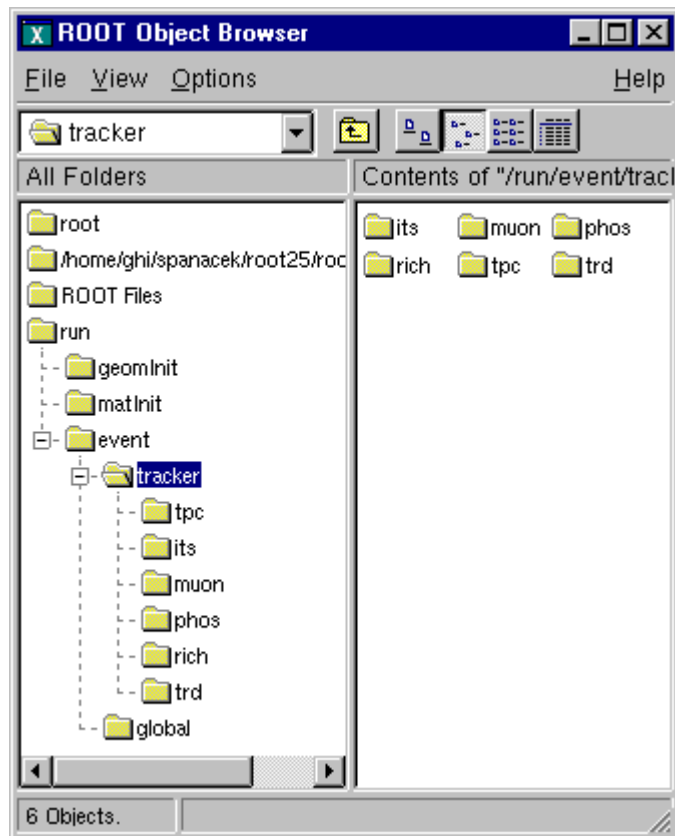 ROOT Object Browser
File View Options Help
tracker
All Folders
Contents of "/run/event/tracl
root
/home/ghi/spanacek/root25/roc
ROOT Files
run
geomInit
matInit
event
tracker
tpc
its
muon
phos
rich
trd
global
its muon phos
rich tpc trd
6 Objects.